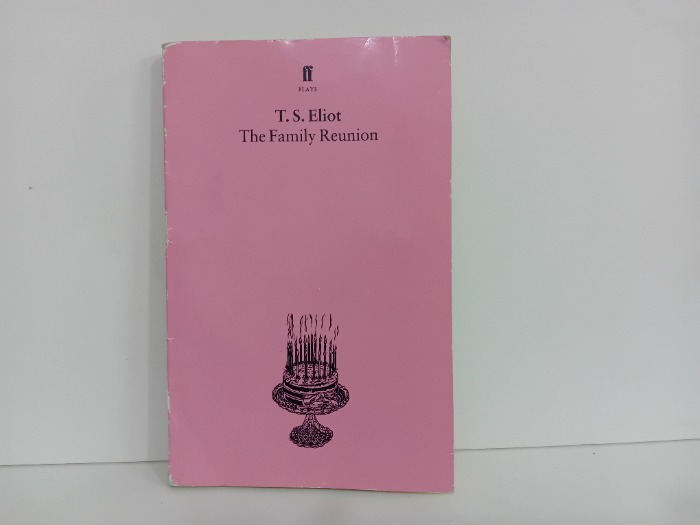 ff
PLAYS
T. S. Eliot
The Family Reunion